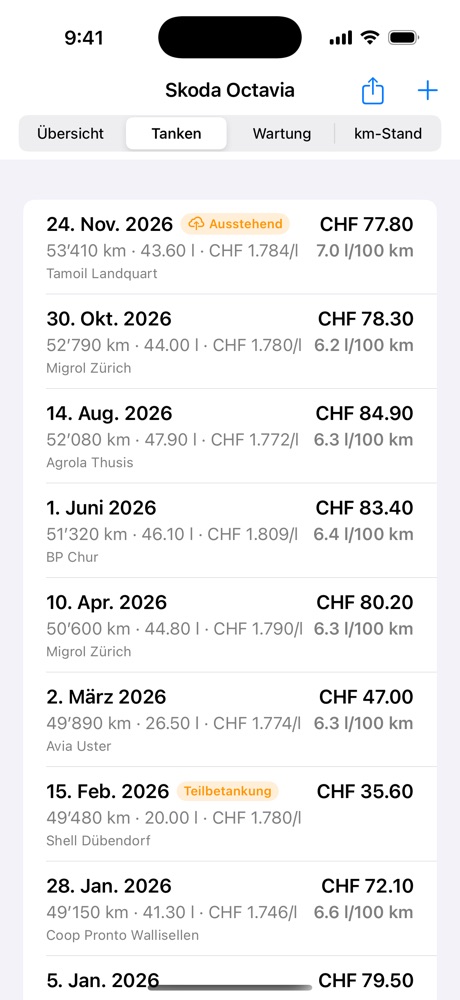 9:41
Skoda Octavia
Übersicht Tanken Wartung km-Stand
24. Nov. 2026 Ausstehend CHF 77.80
53’410 km · 43.60 l · CHF 1.784/l 7.0 l/100 km
Tamoil Landquart
30. Okt. 2026 CHF 78.30
52’790 km · 44.00 l · CHF 1.780/l 6.2 l/100 km
Migrol Zürich
14. Aug. 2026 CHF 84.90
52’080 km · 47.90 l · CHF 1.772/l 6.3 l/100 km
Agrola Thusis
1. Juni 2026 CHF 83.40
51’320 km · 46.10 l · CHF 1.809/l 6.4 l/100 km
BP Chur
10. Apr. 2026 CHF 80.20
50’600 km · 44.80 l · CHF 1.790/l 6.3 l/100 km
Migrol Zürich
2. März 2026 CHF 47.00
49’890 km · 26.50 l · CHF 1.774/l 6.3 l/100 km
Avia Uster
15. Feb. 2026 Teilbetankung CHF 35.60
49’480 km · 20.00 l · CHF 1.780/l
Shell Dübendorf
28. Jan. 2026 CHF 72.10
49’150 km · 41.30 l · CHF 1.746/l 6.6 l/100 km
Coop Pronto Wallisellen
5. Jan. 2026 CHF 79.50